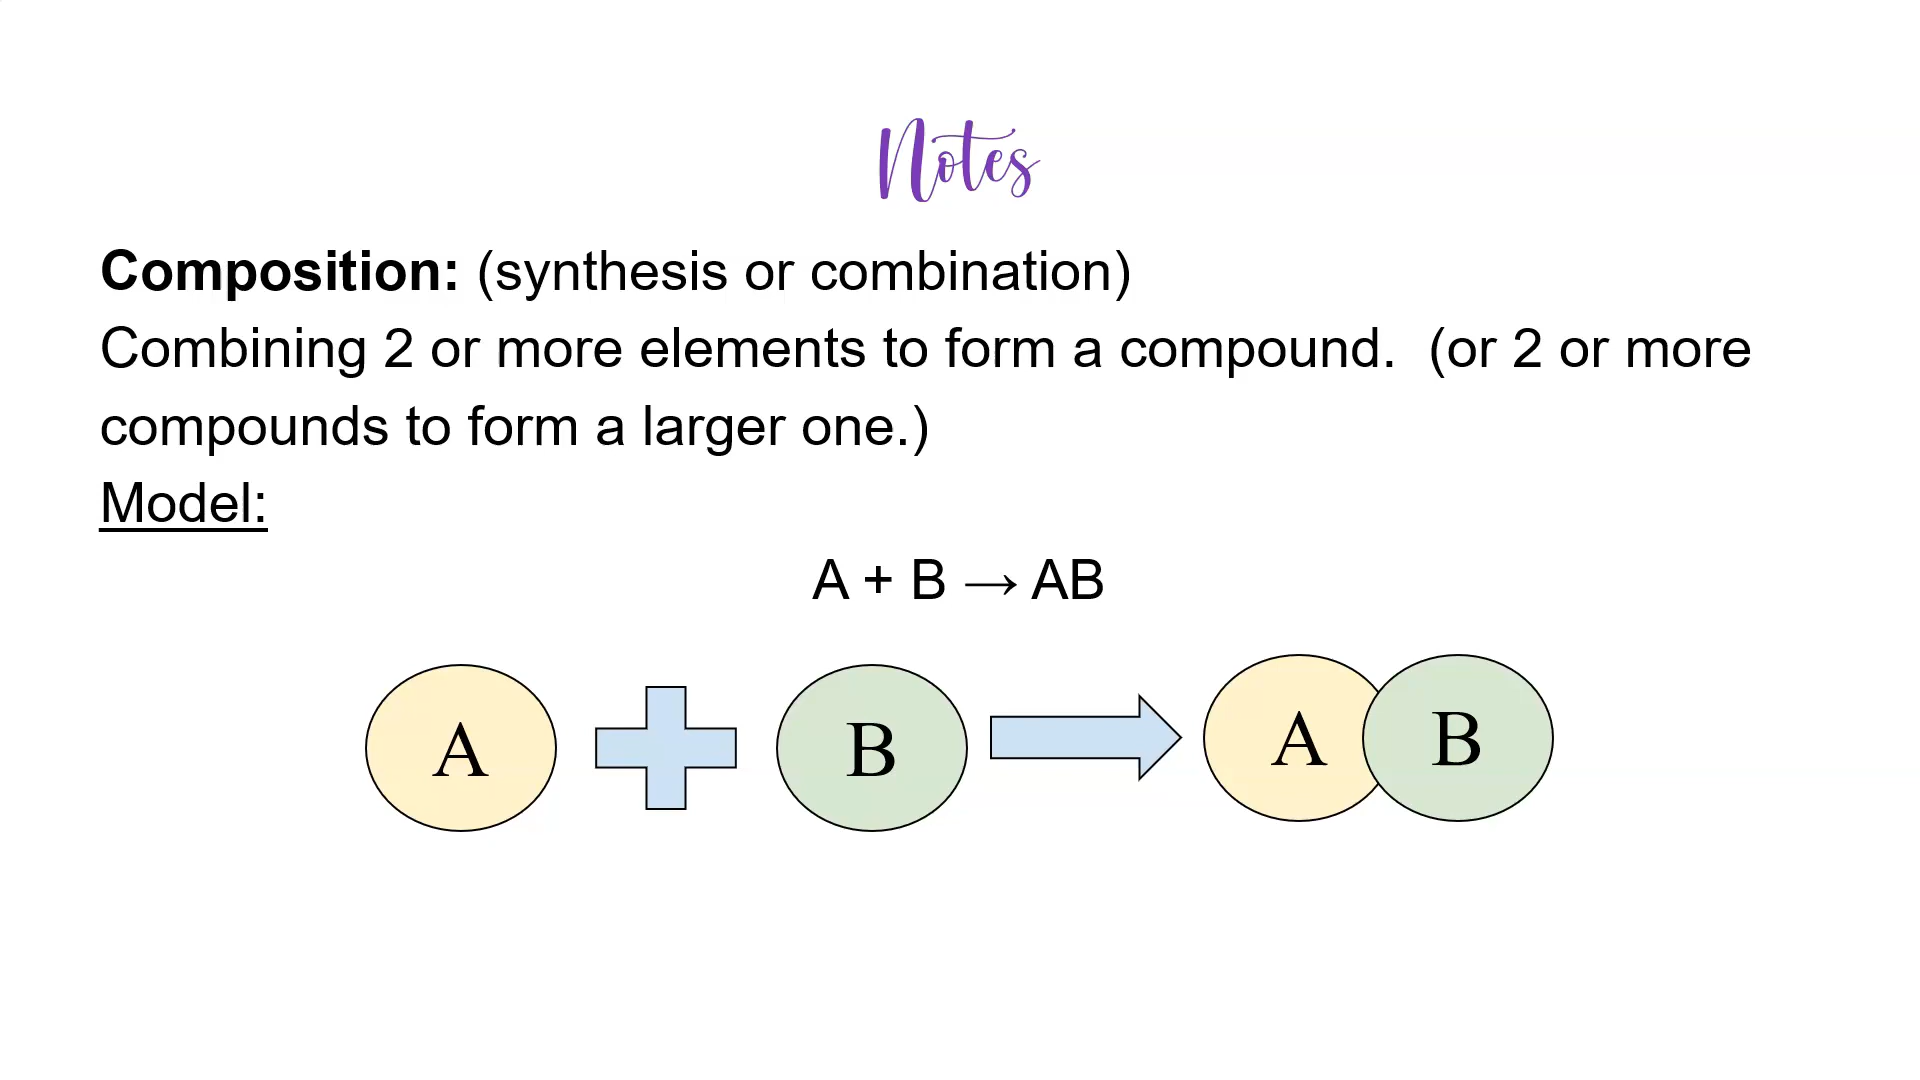 Notes
Composition: (synthesis or combination)
Combining 2 or more elements to form a compound.  (or 2 or more
compounds to form a larger one.)
Model:
A + B → AB
A B A B